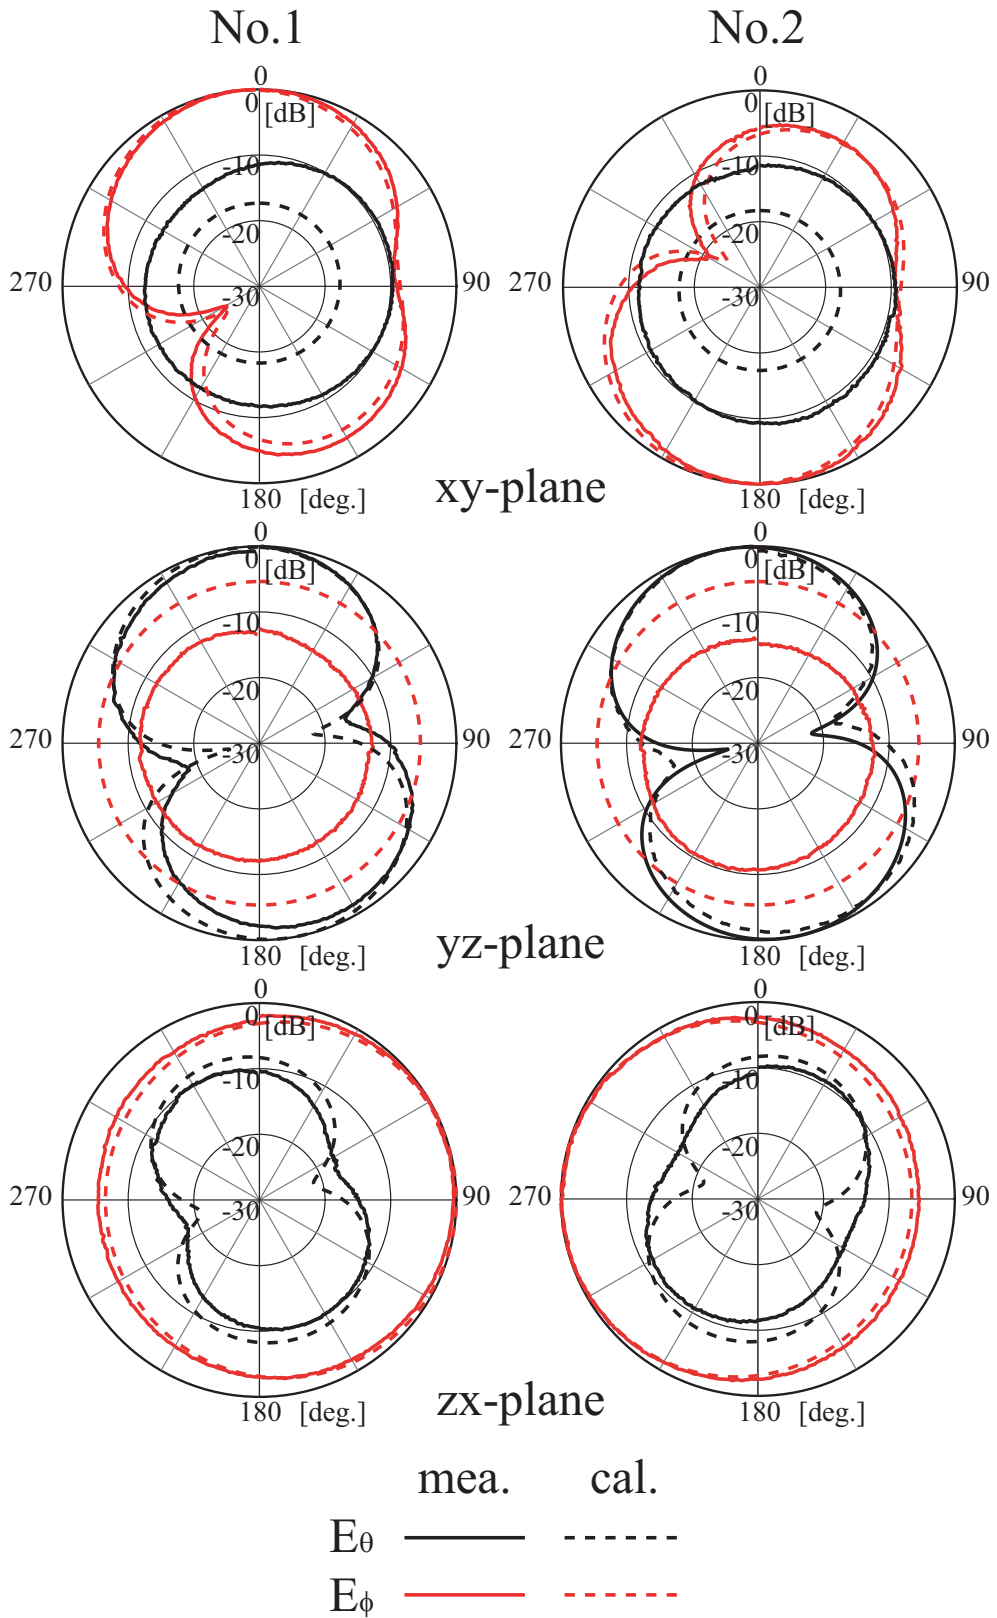 No.1 No.2
0 0
0 [dB] 0 [dB]
-10 -10
-20 -20
270 -30 90 270 -30 90
180 [deg.] xy-plane 180 [deg.]
0 0
0 [dB] 0 [dB]
-10 -10
-20 -20
270 -30 90 270 -30 90
180 [deg.] yz-plane 180 [deg.]
0 0
0 [dB] 0 [dB]
-10 -10
-20 -20
270 -30 90 270 -30 90
180 [deg.] zx-plane 180 [deg.]
mea. cal.
Eθ
Eϕ